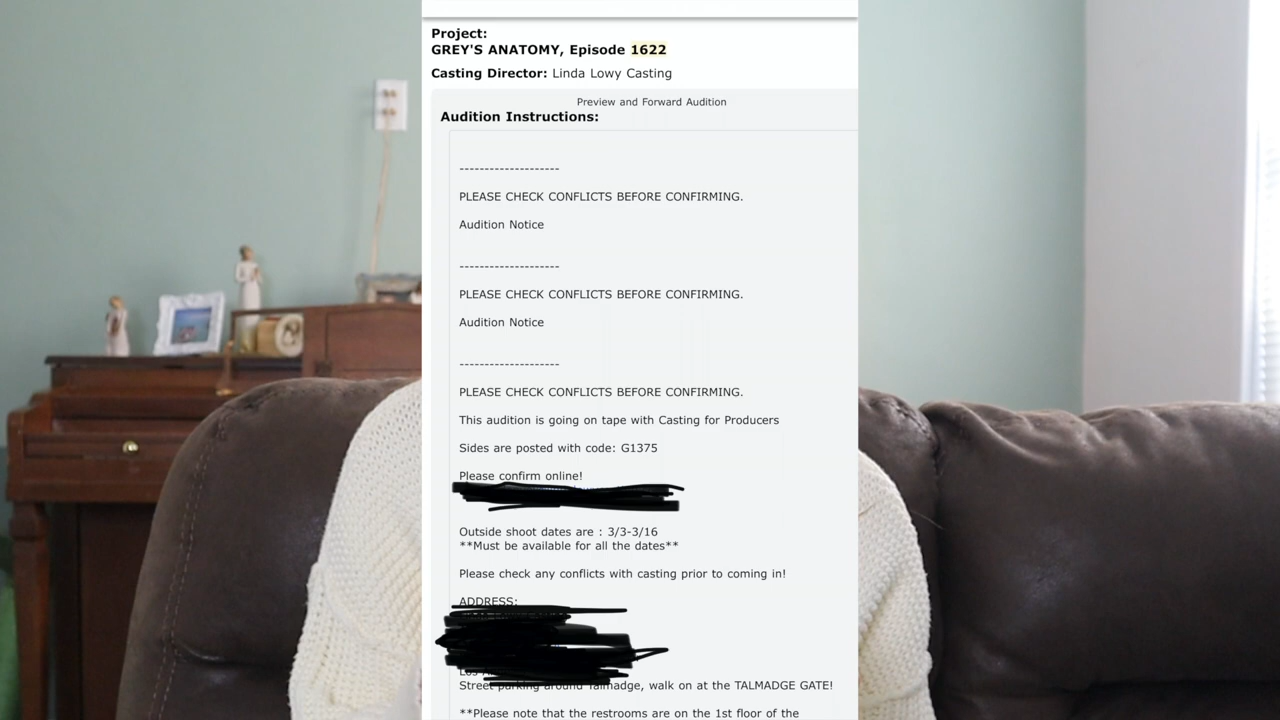 Project:
GREY'S ANATOMY, Episode 1622
Casting Director: Linda Lowy Casting
Preview and Forward Audition
Audition Instructions:
--------------------
PLEASE CHECK CONFLICTS BEFORE CONFIRMING.
Audition Notice
--------------------
PLEASE CHECK CONFLICTS BEFORE CONFIRMING.
Audition Notice
--------------------
PLEASE CHECK CONFLICTS BEFORE CONFIRMING.
This audition is going on tape with Casting for Producers
Sides are posted with code: G1375
Please confirm online!
Outside shoot dates are : 3/3-3/16
**Must be available for all the dates**
Please check any conflicts with casting prior to coming in!
ADDRESS:
Street parking around Talmadge, walk on at the TALMADGE GATE!
**Please note that the restrooms are on the 1st floor of the